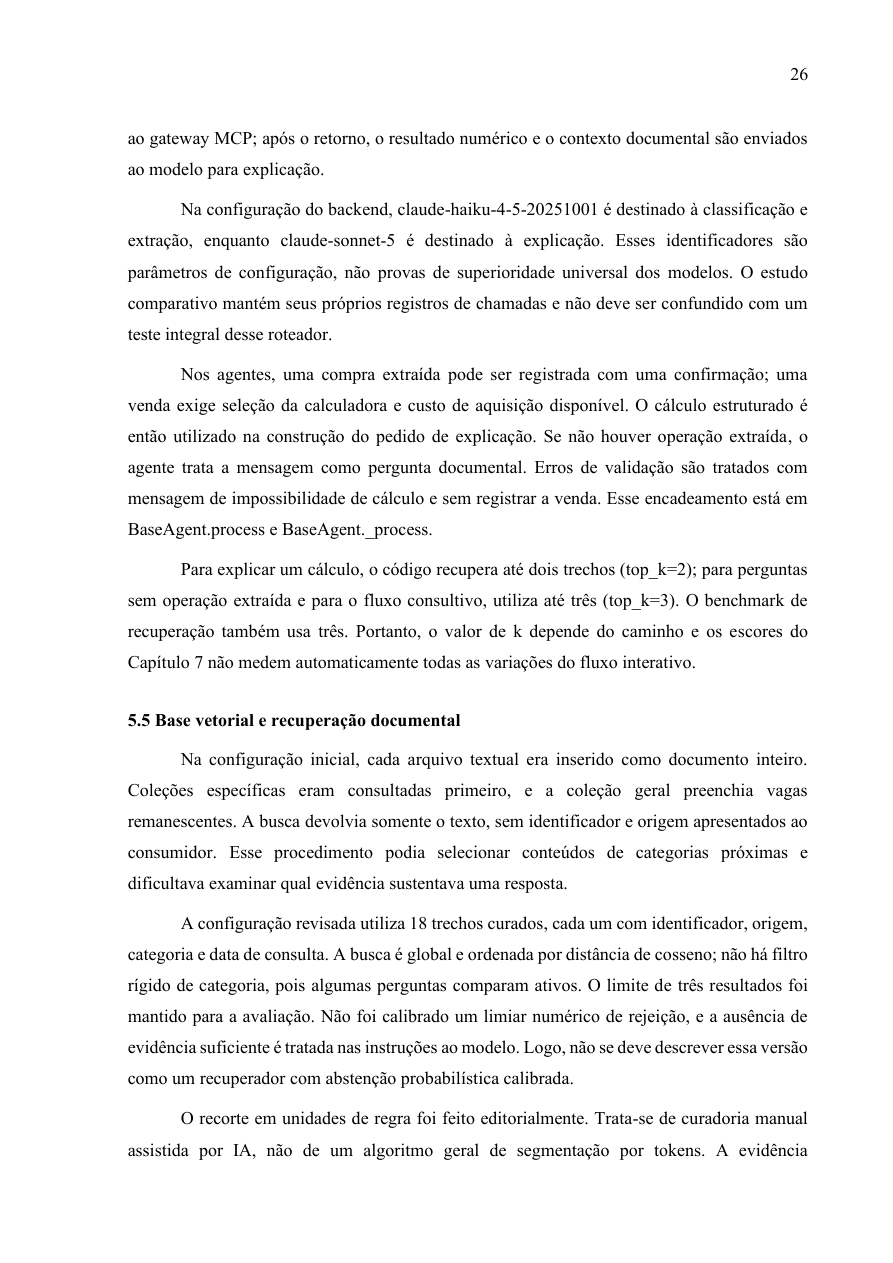 26
ao gateway MCP; após o retorno, o resultado numérico e o contexto documental são enviados
ao modelo para explicação.
Na configuração do backend, claude-haiku-4-5-20251001 é destinado à classificação e
extração, enquanto claude-sonnet-5 é destinado à explicação. Esses identificadores são
parâmetros de configuração, não provas de superioridade universal dos modelos. O estudo
comparativo mantém seus próprios registros de chamadas e não deve ser confundido com um
teste integral desse roteador.
Nos agentes, uma compra extraída pode ser registrada com uma confirmação; uma
venda exige seleção da calculadora e custo de aquisição disponível. O cálculo estruturado é
então utilizado na construção do pedido de explicação. Se não houver operação extraída, o
agente trata a mensagem como pergunta documental. Erros de validação são tratados com
mensagem de impossibilidade de cálculo e sem registrar a venda. Esse encadeamento está em
BaseAgent.process e BaseAgent._process.
Para explicar um cálculo, o código recupera até dois trechos (top_k=2); para perguntas
sem operação extraída e para o fluxo consultivo, utiliza até três (top_k=3). O benchmark de
recuperação também usa três. Portanto, o valor de k depende do caminho e os escores do
Capítulo 7 não medem automaticamente todas as variações do fluxo interativo.
5.5 Base vetorial e recuperação documental
Na configuração inicial, cada arquivo textual era inserido como documento inteiro.
Coleções específicas eram consultadas primeiro, e a coleção geral preenchia vagas
remanescentes. A busca devolvia somente o texto, sem identificador e origem apresentados ao
consumidor. Esse procedimento podia selecionar conteúdos de categorias próximas e
dificultava examinar qual evidência sustentava uma resposta.
A configuração revisada utiliza 18 trechos curados, cada um com identificador, origem,
categoria e data de consulta. A busca é global e ordenada por distância de cosseno; não há filtro
rígido de categoria, pois algumas perguntas comparam ativos. O limite de três resultados foi
mantido para a avaliação. Não foi calibrado um limiar numérico de rejeição, e a ausência de
evidência suficiente é tratada nas instruções ao modelo. Logo, não se deve descrever essa versão
como um recuperador com abstenção probabilística calibrada.
O recorte em unidades de regra foi feito editorialmente. Trata-se de curadoria manual
assistida por IA, não de um algoritmo geral de segmentação por tokens. A evidência